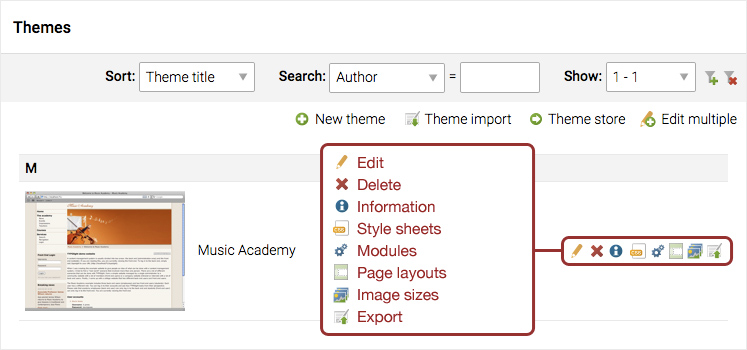 Themes
Sort: Theme title Search: Author = Show: 1 - 1
New theme Theme import Theme store Edit multiple
M
Edit
Delete
Information
Style sheets
Music Academy
Modules
Page layouts
Image sizes
Export